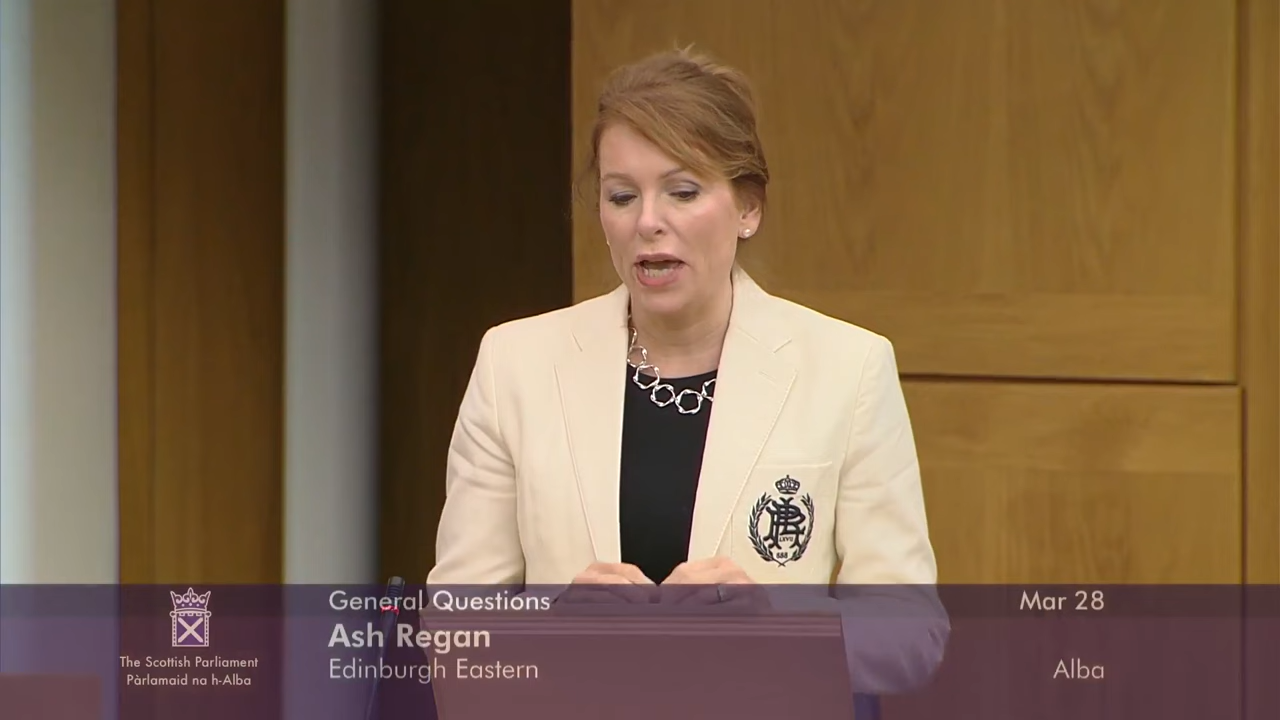 General Questions
Mar 28
Ash Regan
Edinburgh Eastern
Alba
The Scottish Parliament
Pàrlamaid na h-Alba